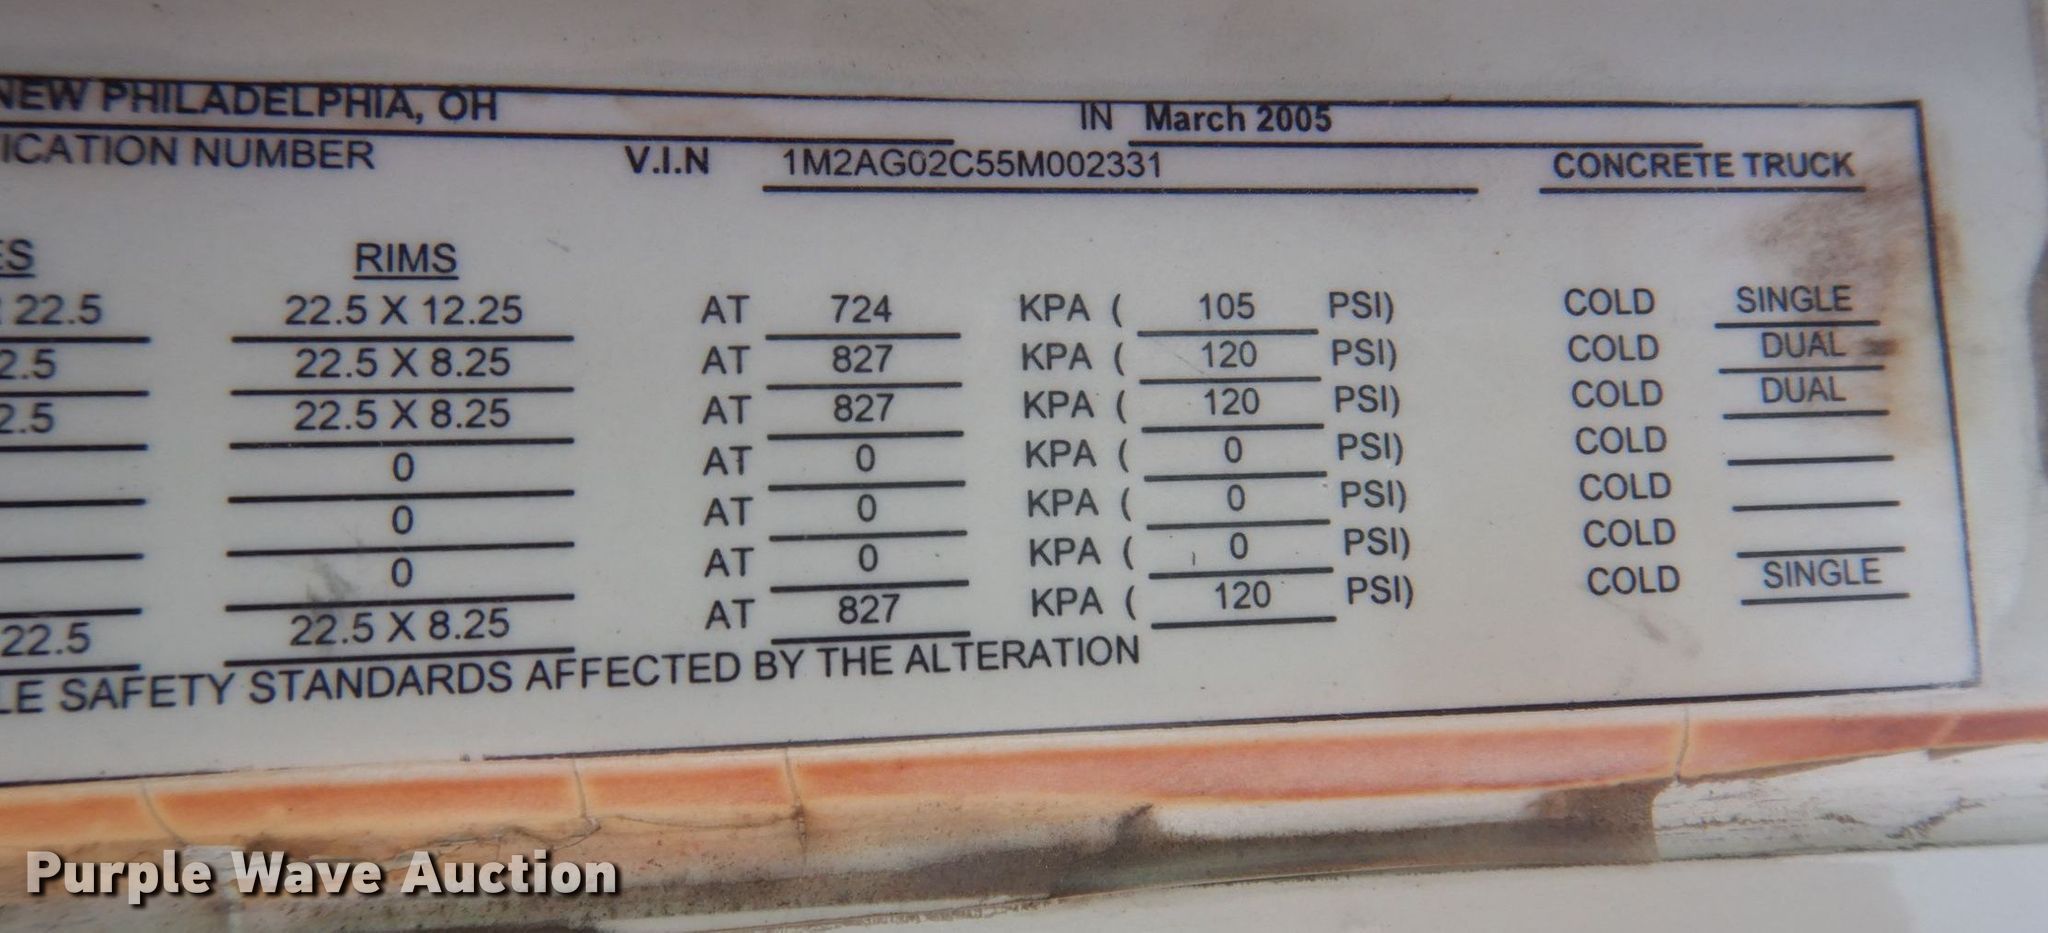 NEW PHILADELPHIA, OH IN March 2005
ICATION NUMBER V.I.N 1M2AG02C55M002331 CONCRETE TRUCK
ES RIMS
22.5 22.5 X 12.25 AT 724 KPA ( 105 PSI) COLD SINGLE
2.5 22.5 X 8.25 AT 827 KPA ( 120 PSI) COLD DUAL
2.5 22.5 X 8.25 AT 827 KPA ( 120 PSI) COLD DUAL
0 AT 0 KPA ( 0 PSI) COLD
0 AT 0 KPA ( 0 PSI) COLD
0 AT 0 KPA ( 0 PSI) COLD
22.5 22.5 X 8.25 AT 827 KPA ( 120 PSI) COLD SINGLE
LE SAFETY STANDARDS AFFECTED BY THE ALTERATION
Purple Wave Auction